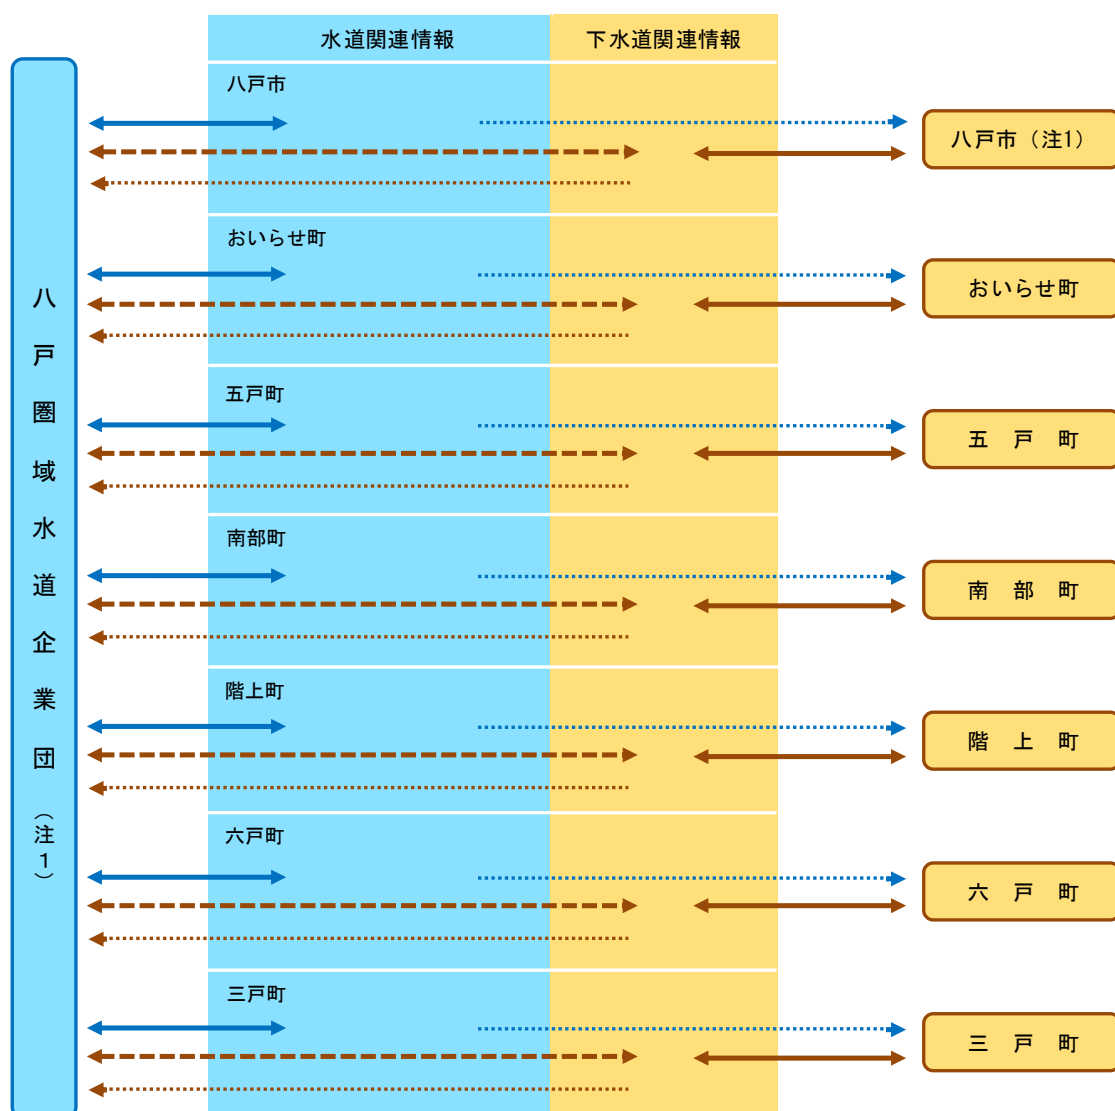 水道関連情報
下水道関連情報
八戸圏域水道企業団(注1)
八戸市
八戸市(注1)
おいらせ町
おいらせ町
五戸町
五戸町
南部町
南部町
階上町
階上町
六戸町
六戸町
三戸町
三戸町